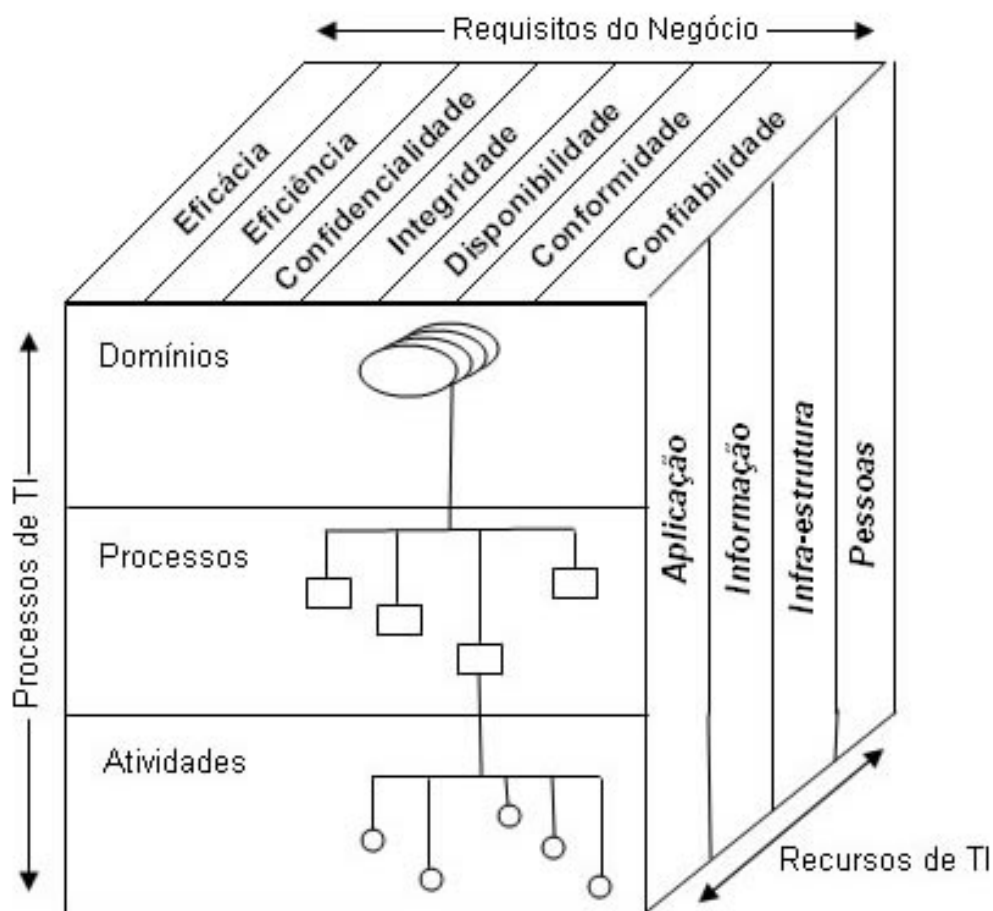 Requisitos do Negócio
Eficácia
Eficiência
Confidencialidade
Integridade
Disponibilidade
Conformidade
Confiabilidade
Processos de TI
Domínios
Processos
Atividades
Aplicação
Informação
Infra-estrutura
Pessoas
Recursos de TI